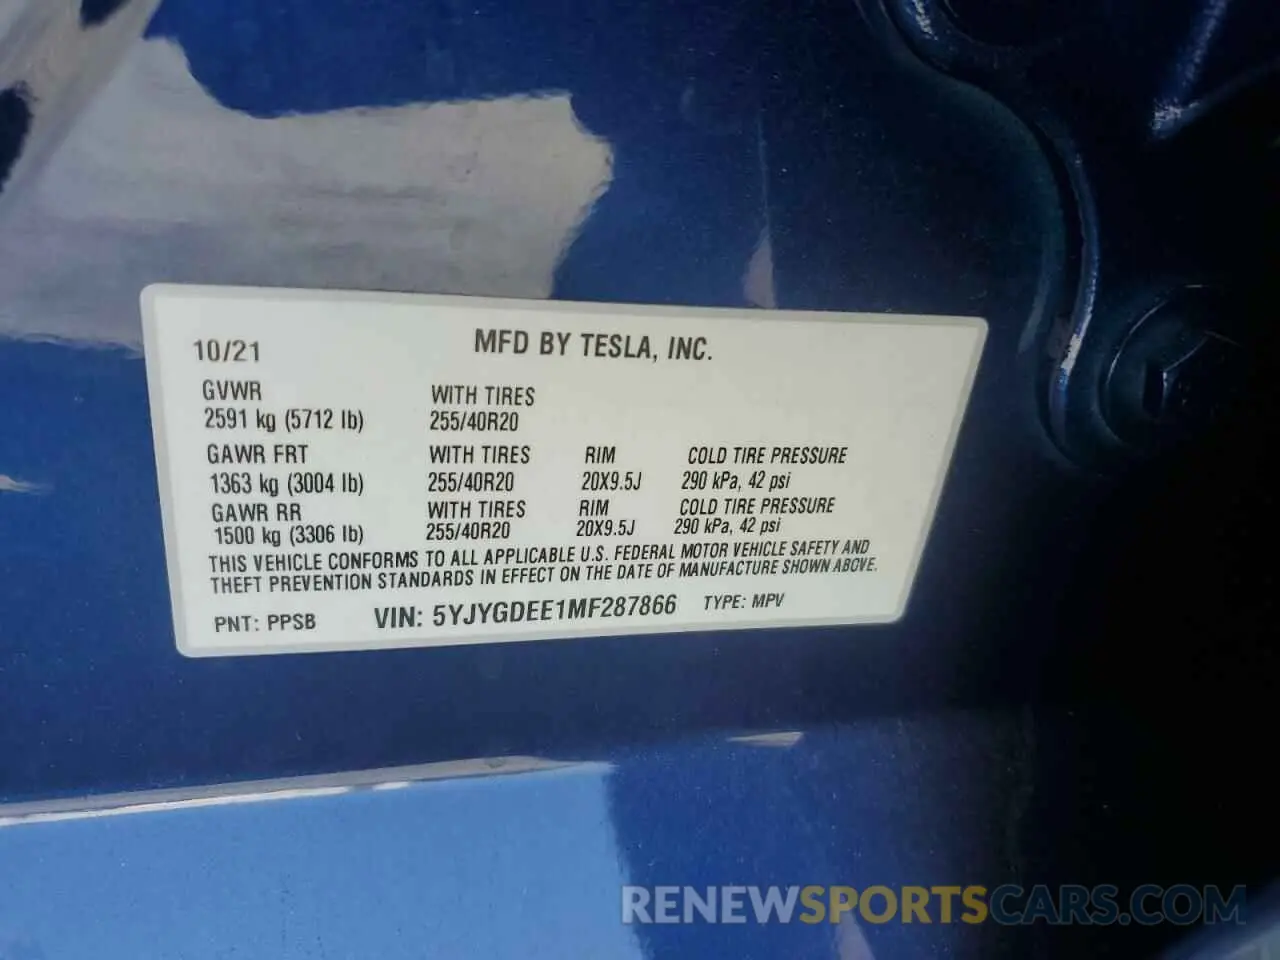 10/21 MFD BY TESLA, INC.
GVWR WITH TIRES
2591 kg (5712 lb) 255/40R20
GAWR FRT WITH TIRES RIM COLD TIRE PRESSURE
1363 kg (3004 lb) 255/40R20 20X9.5J 290 kPa, 42 psi
GAWR RR WITH TIRES RIM COLD TIRE PRESSURE
1500 kg (3306 lb) 255/40R20 20X9.5J 290 kPa, 42 psi
THIS VEHICLE CONFORMS TO ALL APPLICABLE U.S. FEDERAL MOTOR VEHICLE SAFETY AND
THEFT PREVENTION STANDARDS IN EFFECT ON THE DATE OF MANUFACTURE SHOWN ABOVE.
PNT: PPSB VIN: 5YJYGDEE1MF287866 TYPE: MPV
RENEWSPORTSCARS.COM